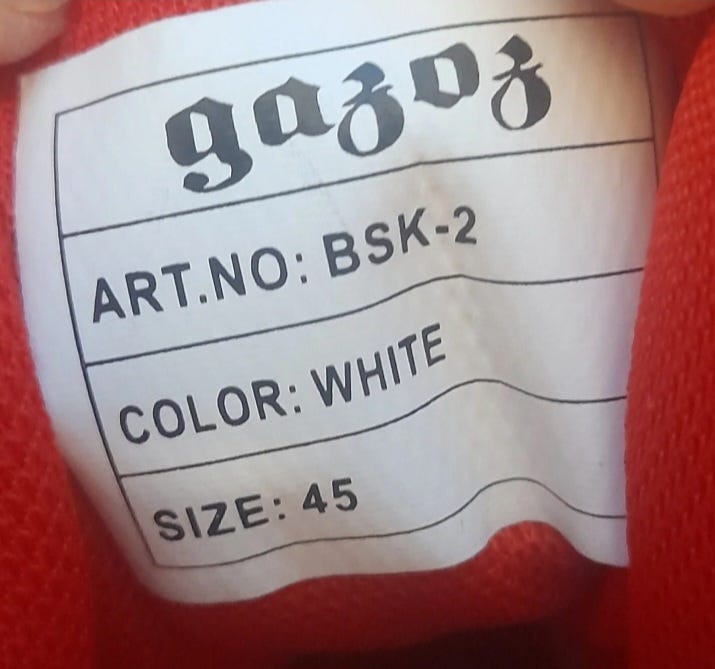 gazoz
ART.NO: BSK-2
COLOR: WHITE
SIZE: 45